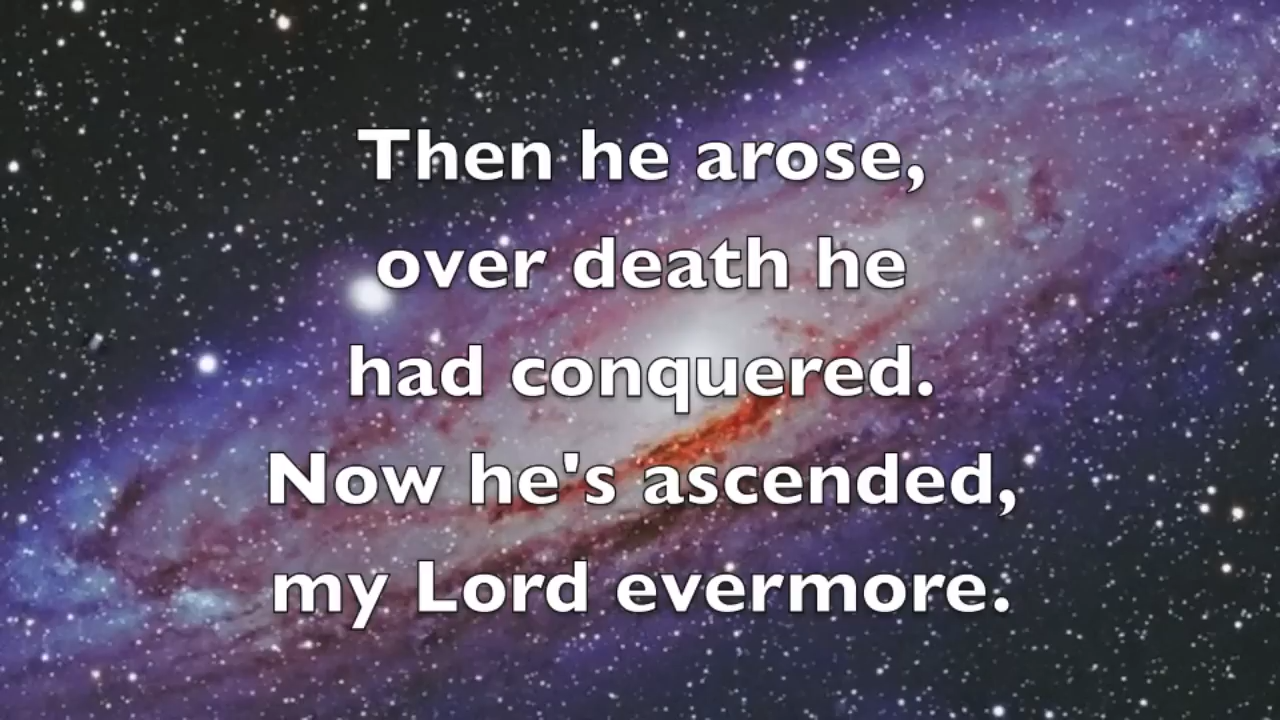 Then he arose,
over death he
had conquered.
Now he's ascended,
my Lord evermore.